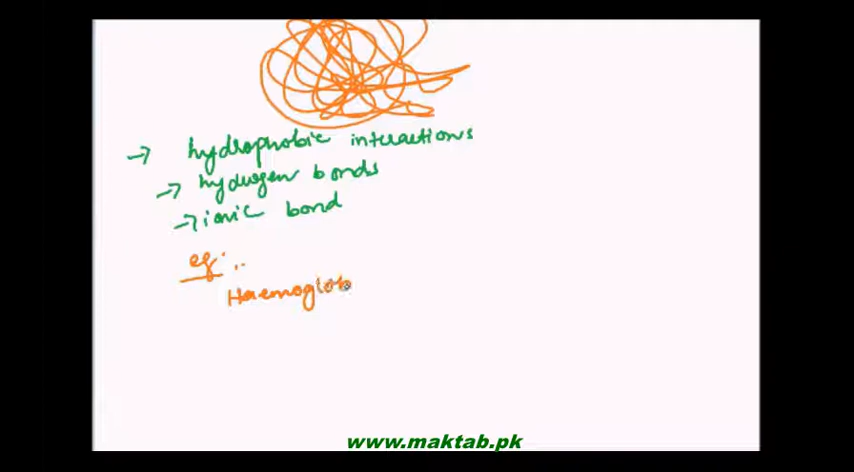 → hydrophobic interactions
→ hydrogen bonds
→ ionic bond
eg:..
Haemoglob
www.maktab.pk